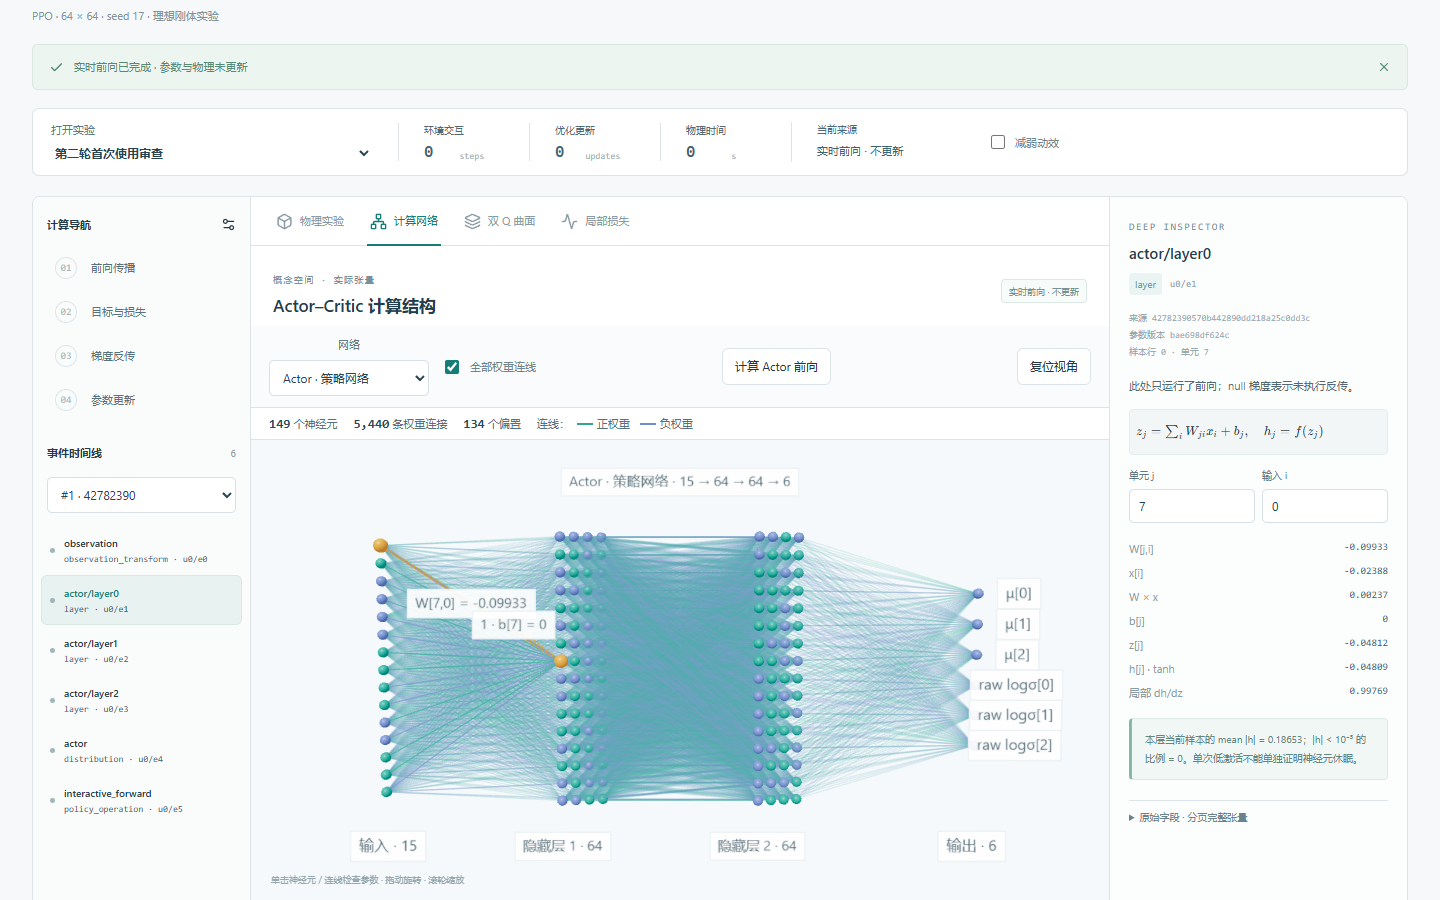 PPO · 64 × 64 · seed 17 · 理想刚体实验
实时前向已完成 · 参数与物理未更新
打开实验
第二轮首次使用审查
环境交互
0 steps
优化更新
0 updates
物理时间
0 s
当前来源
实时前向 · 不更新
减弱动效
计算导航
01 前向传播
02 目标与损失
03 梯度反传
04 参数更新
事件时间线 6
#1 · 42782390
observation
observation_transform · u0/e0
actor/layer0
layer · u0/e1
actor/layer1
layer · u0/e2
actor/layer2
layer · u0/e3
actor
distribution · u0/e4
interactive_forward
policy_operation · u0/e5
物理实验 计算网络 双 Q 曲面 局部损失
概念空间 · 实际张量
Actor–Critic 计算结构
实时前向 · 不更新
网络
Actor · 策略网络
全部权重连线
计算 Actor 前向
复位视角
149 个神经元 5,440 条权重连接 134 个偏置 连线： 正权重 负权重
Actor · 策略网络 · 15 → 64 → 64 → 6
W[7,0] = -0.09933
1 · b[7] = 0
μ[0]
μ[1]
μ[2]
raw logσ[0]
raw logσ[1]
raw logσ[2]
输入 · 15
隐藏层 1 · 64
隐藏层 2 · 64
输出 · 6
单击神经元 / 连线检查参数 · 拖动旋转 · 滚轮缩放
DEEP INSPECTOR
actor/layer0
layer u0/e1
来源 42782390570b442890dd218a25c0dd3c
参数版本 bae698df624c
样本行 0 · 单元 7
此处只运行了前向；null 梯度表示未执行反传。
z_j = ∑_i W_{ji} x_i + b_j, h_j = f(z_j)
单元 j 输入 i
7 0
W[j,i] -0.09933
x[i] -0.02388
W × x 0.00237
b[j] 0
z[j] -0.04812
h[j] · tanh -0.04809
局部 dh/dz 0.99769
本层当前样本的 mean |h| = 0.18653；|h| < 10⁻³ 的
比例 = 0。单次低激活不能单独证明神经元休眠。
原始字段 · 分页完整张量